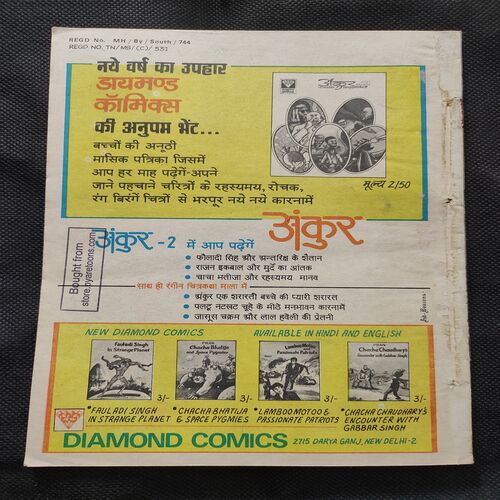 REGD No. MH/By/South/744
REGD NO. TN/MS/(C)/531
नये वर्ष का उपहार
डायमण्ड
कॉमिक्स
की अनुपम भेंट...
बच्चों की अनूठी
मासिक पत्रिका जिसमें
आप हर माह पढ़ेगें-अपने
जाने पहचाने चरित्रों के रहस्यमय, रोचक,
रंग बिरंगें चित्रों से भरपूर नये नये कारनामें
अंकुर
मूल्य 2/50
अंकुर
अंकुर-2 में आप पढ़ेगें
• फौलादी सिंह और अन्तरिक्ष के शैतान
• राजन इकबाल और मुर्दे का आतंक
• चाचा भतीजा और रहस्यमय मानव
साथ ही रंगीन चित्रकथा माला में
• अंकुर एक शरारती बच्चे की प्यारी शरारत
• पलटू नटखट चूहे के मीठे मनभावन कारनामें
• जासूस चक्रम और लाल हवेली की प्रेतनी
Bought from
store.pyaretoons.com
NEW DIAMOND COMICS
AVAILABLE IN HINDI AND ENGLISH
Fauladi Singh
in Strange Planet
3/-
Chacha Bhatija
and Space Pygmies
3/-
Lamboo Motoo &
Passionate Patriots
3/-
Chacha Chaudhary's
Encounter with Gabbar Singh
3/-
• FAULADI SINGH
IN STRANGE PLANET
• CHACHA BHATIJA
& SPACE PYGMIES
• LAMBOO MOTOO &
PASSIONATE PATRIOTS
• CHACHA CHAUDHARY'S
ENCOUNTER WITH
GABBAR SINGH
DIAMOND COMICS 2715 DARYA GANJ, NEW DELHI-2